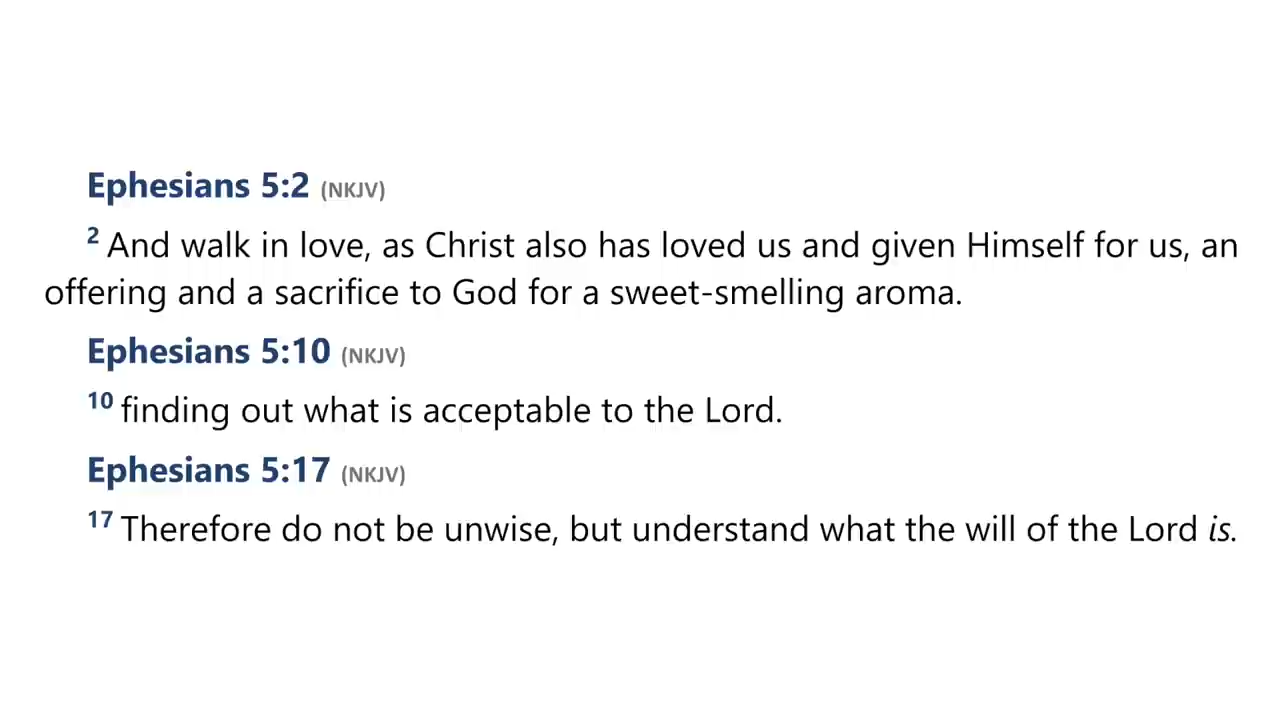 Ephesians 5:2 (NKJV)
2 And walk in love, as Christ also has loved us and given Himself for us, an
offering and a sacrifice to God for a sweet-smelling aroma.
Ephesians 5:10 (NKJV)
10 finding out what is acceptable to the Lord.
Ephesians 5:17 (NKJV)
17 Therefore do not be unwise, but understand what the will of the Lord is.